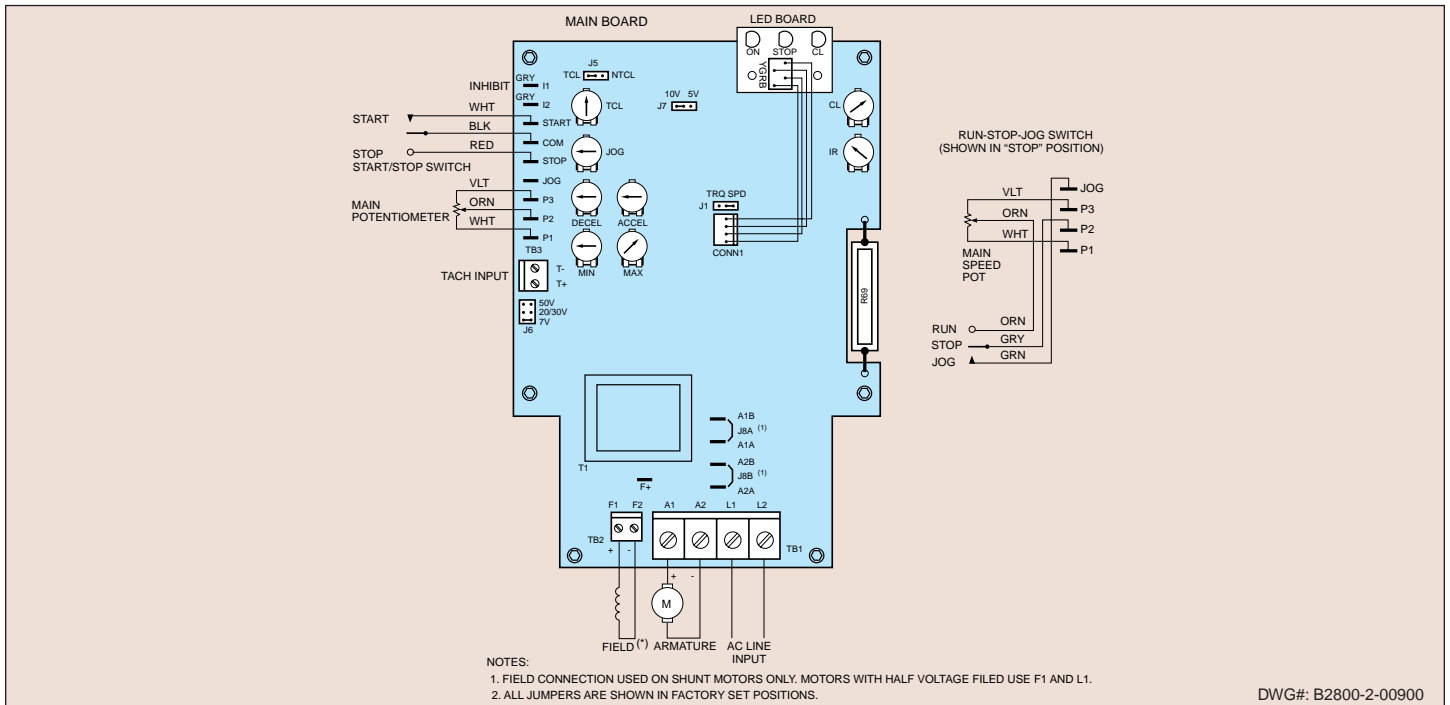 MAIN BOARD
LED BOARD
ON STOP CL
YGRB
J5
TCL NTCL
10V 5V
J7
INHIBIT
GRY I1
GRY I2
START
WHT
START
BLK
COM
RED
STOP
STOP
START/STOP SWITCH
JOG
VLT
P3
MAIN
POTENTIOMETER
ORN
P2
WHT
P1
TCL
JOG
DECEL ACCEL
MIN MAX
CL
IR
TRQ SPD
J1
CONN1
TB3
TACH INPUT
T-
T+
50V
20/30V
7V
J6
R69
T1
A1B
J8A (1)
A1A
A2B
J8B (1)
A2A
F+
F1 F2
A1 A2 L1 L2
TB2
TB1
+ -
+ -
M
FIELD (*) ARMATURE AC LINE
INPUT
RUN-STOP-JOG SWITCH
(SHOWN IN “STOP” POSITION)
JOG
VLT
P3
ORN
P2
WHT
P1
MAIN
SPEED
POT
RUN
ORN
STOP
GRY
JOG
GRN
NOTES:
1. FIELD CONNECTION USED ON SHUNT MOTORS ONLY. MOTORS WITH HALF VOLTAGE FILED USE F1 AND L1.
2. ALL JUMPERS ARE SHOWN IN FACTORY SET POSITIONS.
DWG#: B2800-2-00900